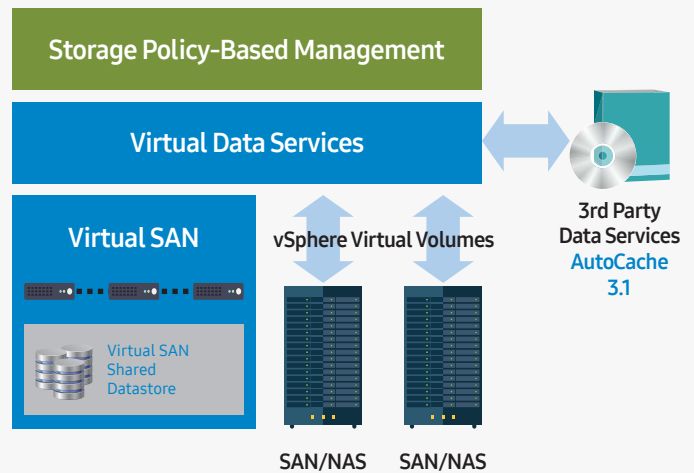 Storage Policy-Based Management
Virtual Data Services
Virtual SAN
vSphere Virtual Volumes
3rd Party
Data Services
AutoCache
3.1
Virtual SAN
Shared
Datastore
SAN/NAS
SAN/NAS